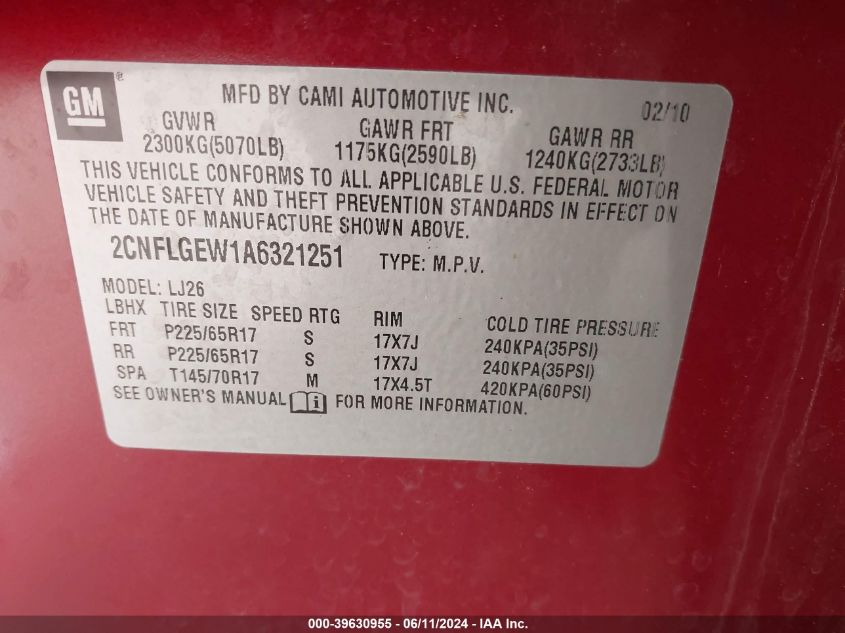 GM ®
MFD BY CAMI AUTOMOTIVE INC. 02/10
GVWR GAWR FRT GAWR RR
2300KG(5070LB) 1175KG(2590LB) 1240KG(2733LB)
THIS VEHICLE CONFORMS TO ALL APPLICABLE U.S. FEDERAL MOTOR
VEHICLE SAFETY AND THEFT PREVENTION STANDARDS IN EFFECT ON
THE DATE OF MANUFACTURE SHOWN ABOVE.
2CNFLGEW1A6321251 TYPE: M.P.V.
MODEL: LJ26
LBHX TIRE SIZE SPEED RTG RIM COLD TIRE PRESSURE
FRT P225/65R17 S 17X7J 240KPA(35PSI)
RR P225/65R17 S 17X7J 240KPA(35PSI)
SPA T145/70R17 M 17X4.5T 420KPA(60PSI)
SEE OWNER'S MANUAL i FOR MORE INFORMATION.
000-39630955 - 06/11/2024 - IAA Inc.